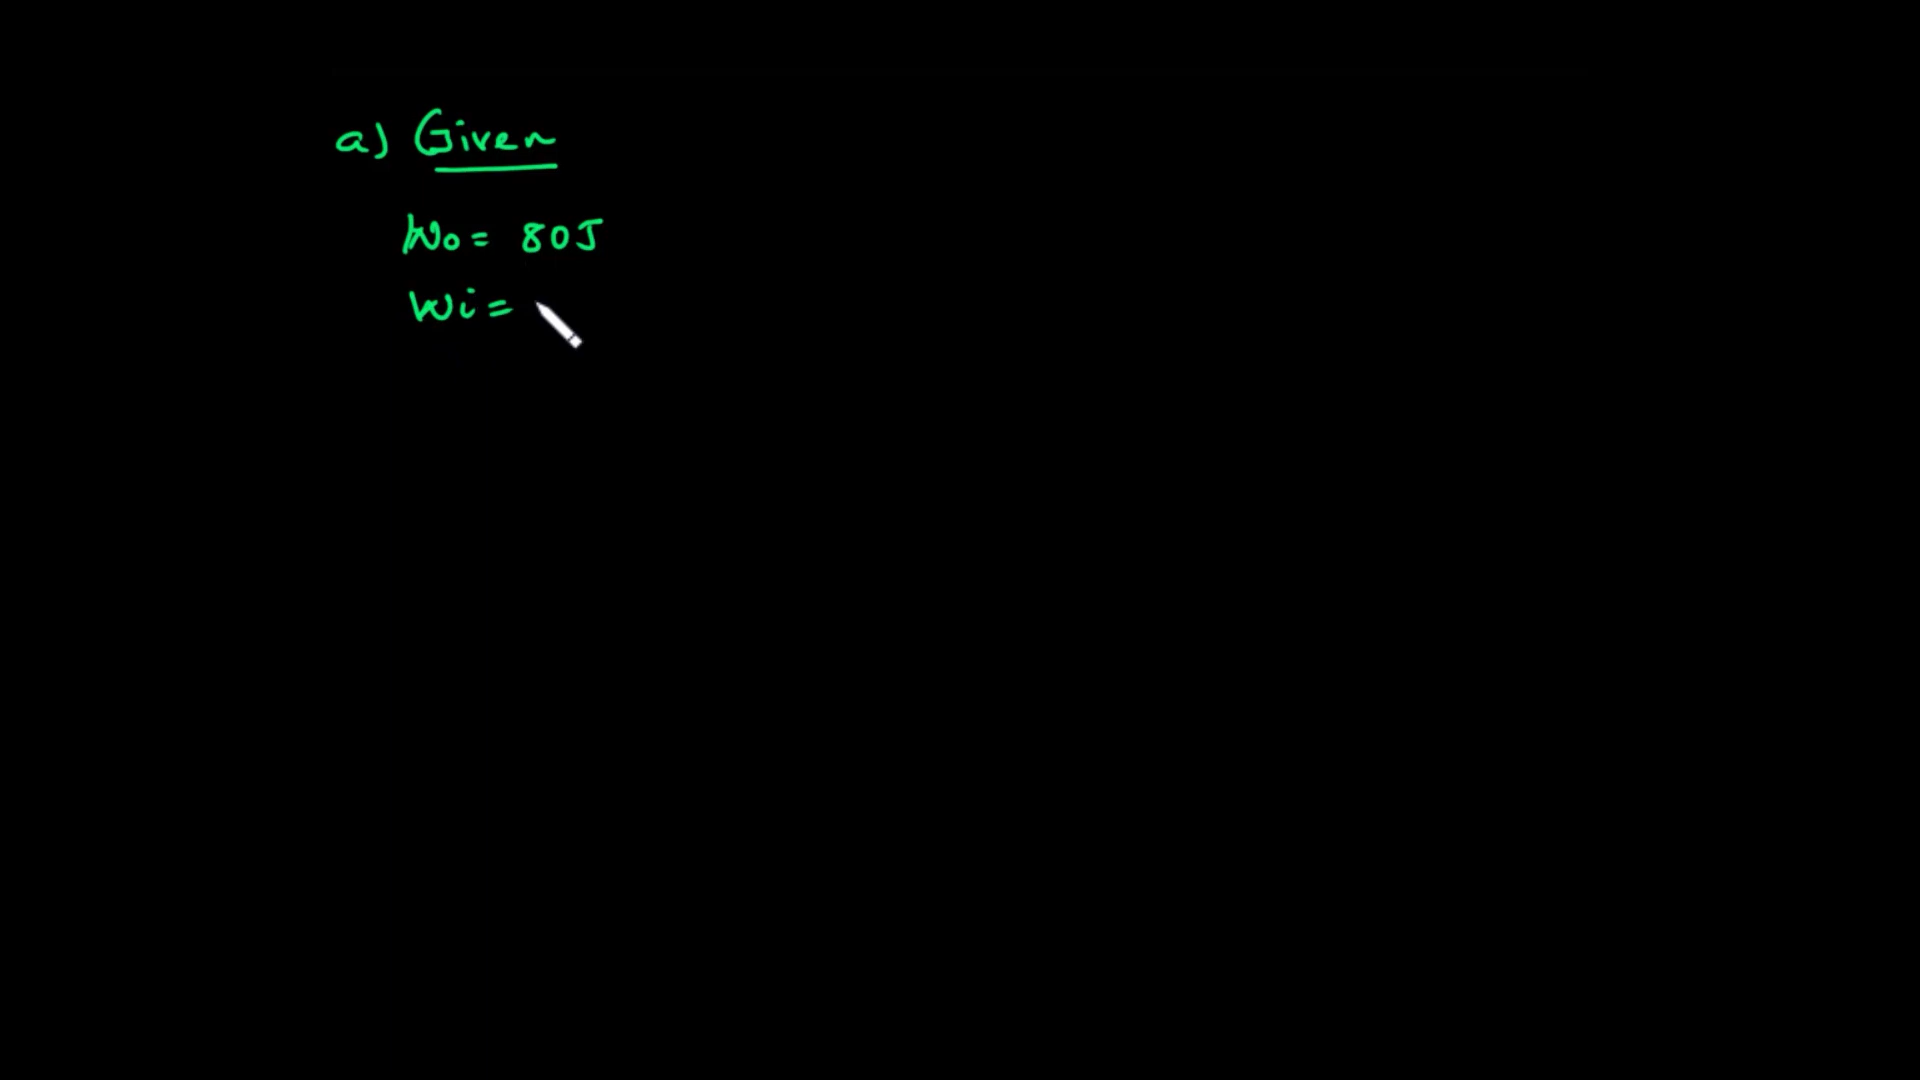 a) Given
Wo = 80J
Wi =